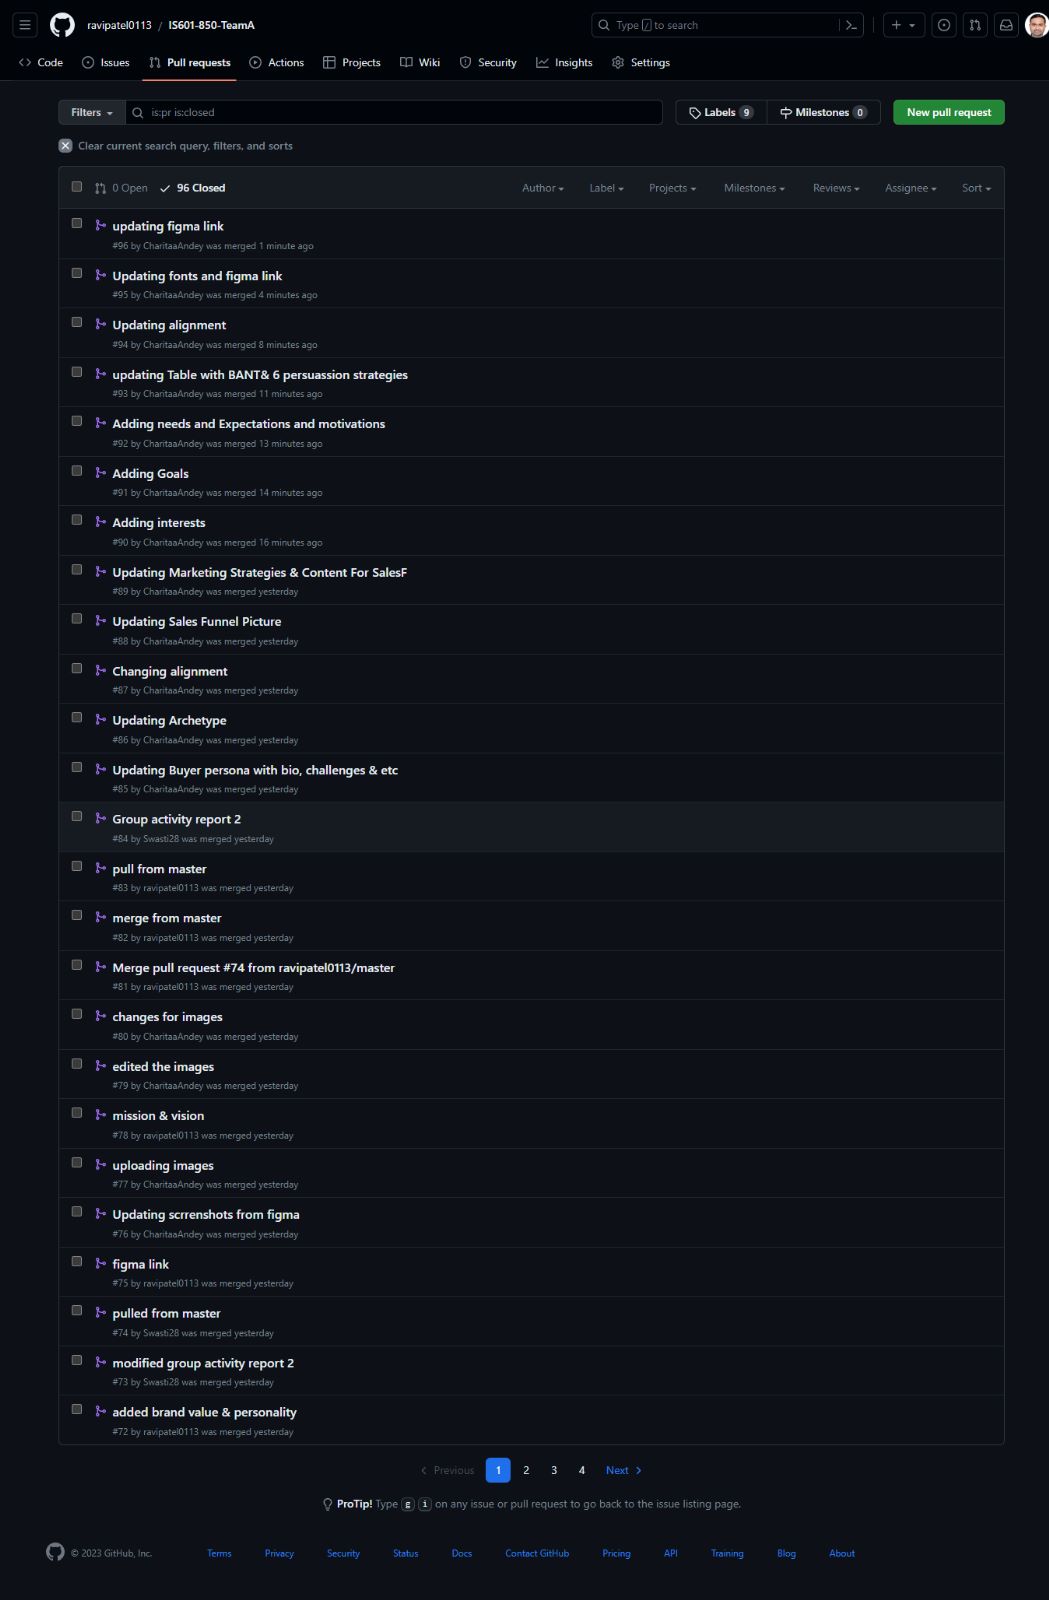 ravipatel0113 / IS601-850-TeamA
Type / to search
Code Issues Pull requests Actions Projects Wiki Security Insights Settings
Filters is:pr is:closed Labels 9 Milestones 0 New pull request
Clear current search query, filters, and sorts
0 Open 96 Closed Author Label Projects Milestones Reviews Assignee Sort
updating figma link
#96 by CharitaaAndey was merged 1 minute ago
Updating fonts and figma link
#95 by CharitaaAndey was merged 4 minutes ago
Updating alignment
#94 by CharitaaAndey was merged 8 minutes ago
updating Table with BANT& 6 persuassion strategies
#93 by CharitaaAndey was merged 11 minutes ago
Adding needs and Expectations and motivations
#92 by CharitaaAndey was merged 13 minutes ago
Adding Goals
#91 by CharitaaAndey was merged 14 minutes ago
Adding interests
#90 by CharitaaAndey was merged 16 minutes ago
Updating Marketing Strategies & Content For SalesF
#89 by CharitaaAndey was merged yesterday
Updating Sales Funnel Picture
#88 by CharitaaAndey was merged yesterday
Changing alignment
#87 by CharitaaAndey was merged yesterday
Updating Archetype
#86 by CharitaaAndey was merged yesterday
Updating Buyer persona with bio, challenges & etc
#85 by CharitaaAndey was merged yesterday
Group activity report 2
#84 by Swasti28 was merged yesterday
pull from master
#83 by ravipatel0113 was merged yesterday
merge from master
#82 by ravipatel0113 was merged yesterday
Merge pull request #74 from ravipatel0113/master
#81 by ravipatel0113 was merged yesterday
changes for images
#80 by CharitaaAndey was merged yesterday
edited the images
#79 by CharitaaAndey was merged yesterday
mission & vision
#78 by ravipatel0113 was merged yesterday
uploading images
#77 by CharitaaAndey was merged yesterday
Updating scrrenshots from figma
#76 by CharitaaAndey was merged yesterday
figma link
#75 by ravipatel0113 was merged yesterday
pulled from master
#74 by Swasti28 was merged yesterday
modified group activity report 2
#73 by Swasti28 was merged yesterday
added brand value & personality
#72 by ravipatel0113 was merged yesterday
Previous 1 2 3 4 Next
ProTip! Type g i on any issue or pull request to go back to the issue listing page.
© 2023 GitHub, Inc. Terms Privacy Security Status Docs Contact GitHub Pricing API Training Blog About